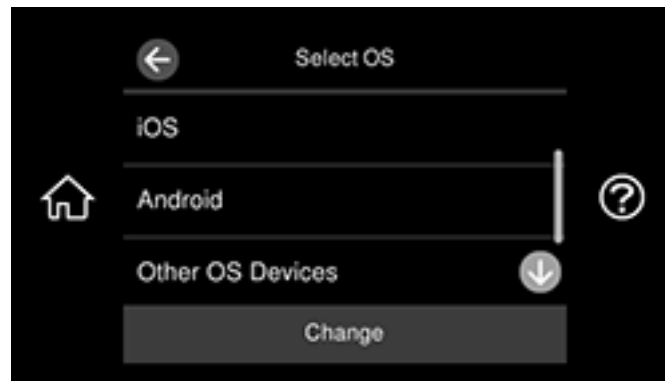 Select OS
iOS
Android
Other OS Devices
Change